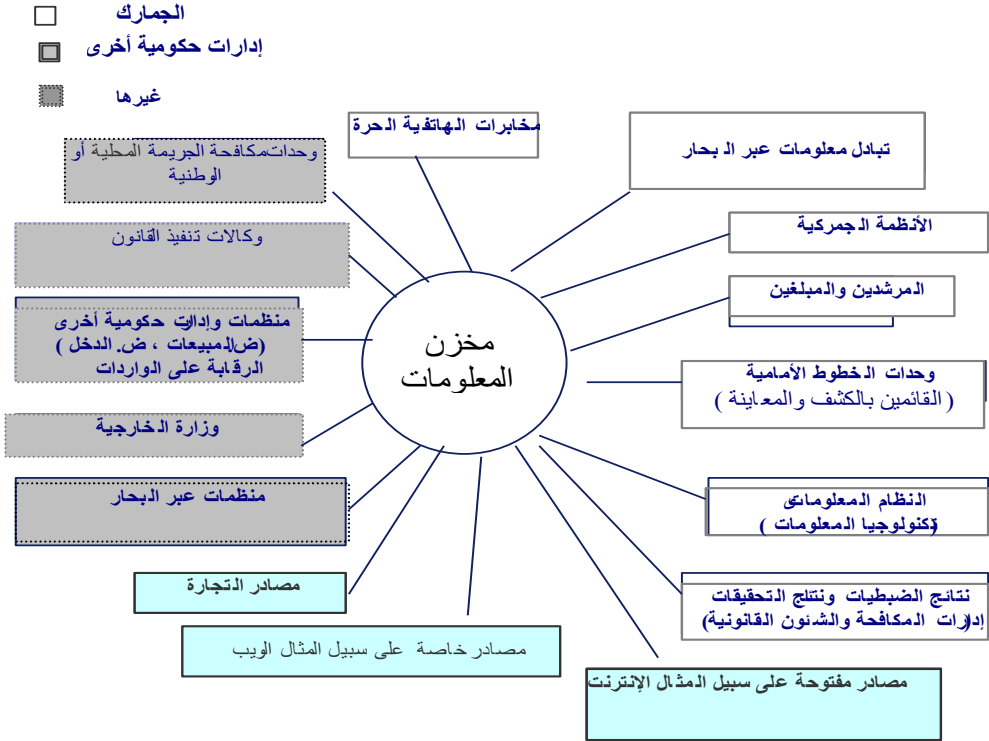 الجمارك
إدارات حكومية أخرى
غيرها
مخابرات الهاتفية الحرة
تبادل معلومات عبر البحار
وحدات مكافحة الجريمة المحلية أو
الوطنية
الأنظمة الجمركية
وكالات تنفيذ القانون
المرشدين والمبلغين
منظمات وإدارات حكومية أخرى
(ض.المبيعات ، ض. الدخل )
الرقابة على الواردات
مخزن
المعلومات
وحدات الخطوط الأمامية
( القائمين بالكشف والمعاينة )
وزارة الخارجية
منظمات عبر البحار
النظام المعلوماتى
(تكنولوجيا المعلومات )
مصادر التجارة
نتائج الضبطيات ونتائج التحقيقات
(إدارات المكافحة والشئون القانونية)
مصادر خاصة على سبيل المثال الويب
مصادر مفتوحة على سبيل المثال الإنترنت